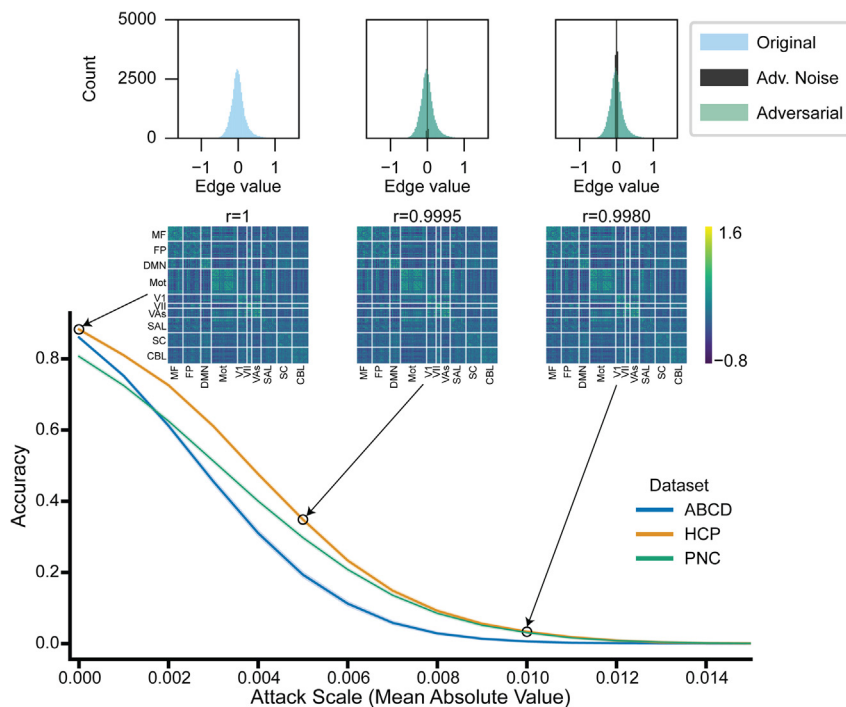 5000
2500
0
Count
−1 0 1
Edge value
−1 0 1
Edge value
−1 0 1
Edge value
Original
Adv. Noise
Adversarial
r=1
r=0.9995
r=0.9980
MF
FP
DMN
Mot
V1
VII
VAs
SAL
SC
CBL
MF FP DMN Mot V1 VII VAs SAL SC CBL
MF FP DMN Mot V1 VII VAs SAL SC CBL
MF FP DMN Mot V1 VII VAs SAL SC CBL
1.6
−0.8
Accuracy
0.8
0.6
0.4
0.2
0.0
Dataset
ABCD
HCP
PNC
0.000 0.002 0.004 0.006 0.008 0.010 0.012 0.014
Attack Scale (Mean Absolute Value)